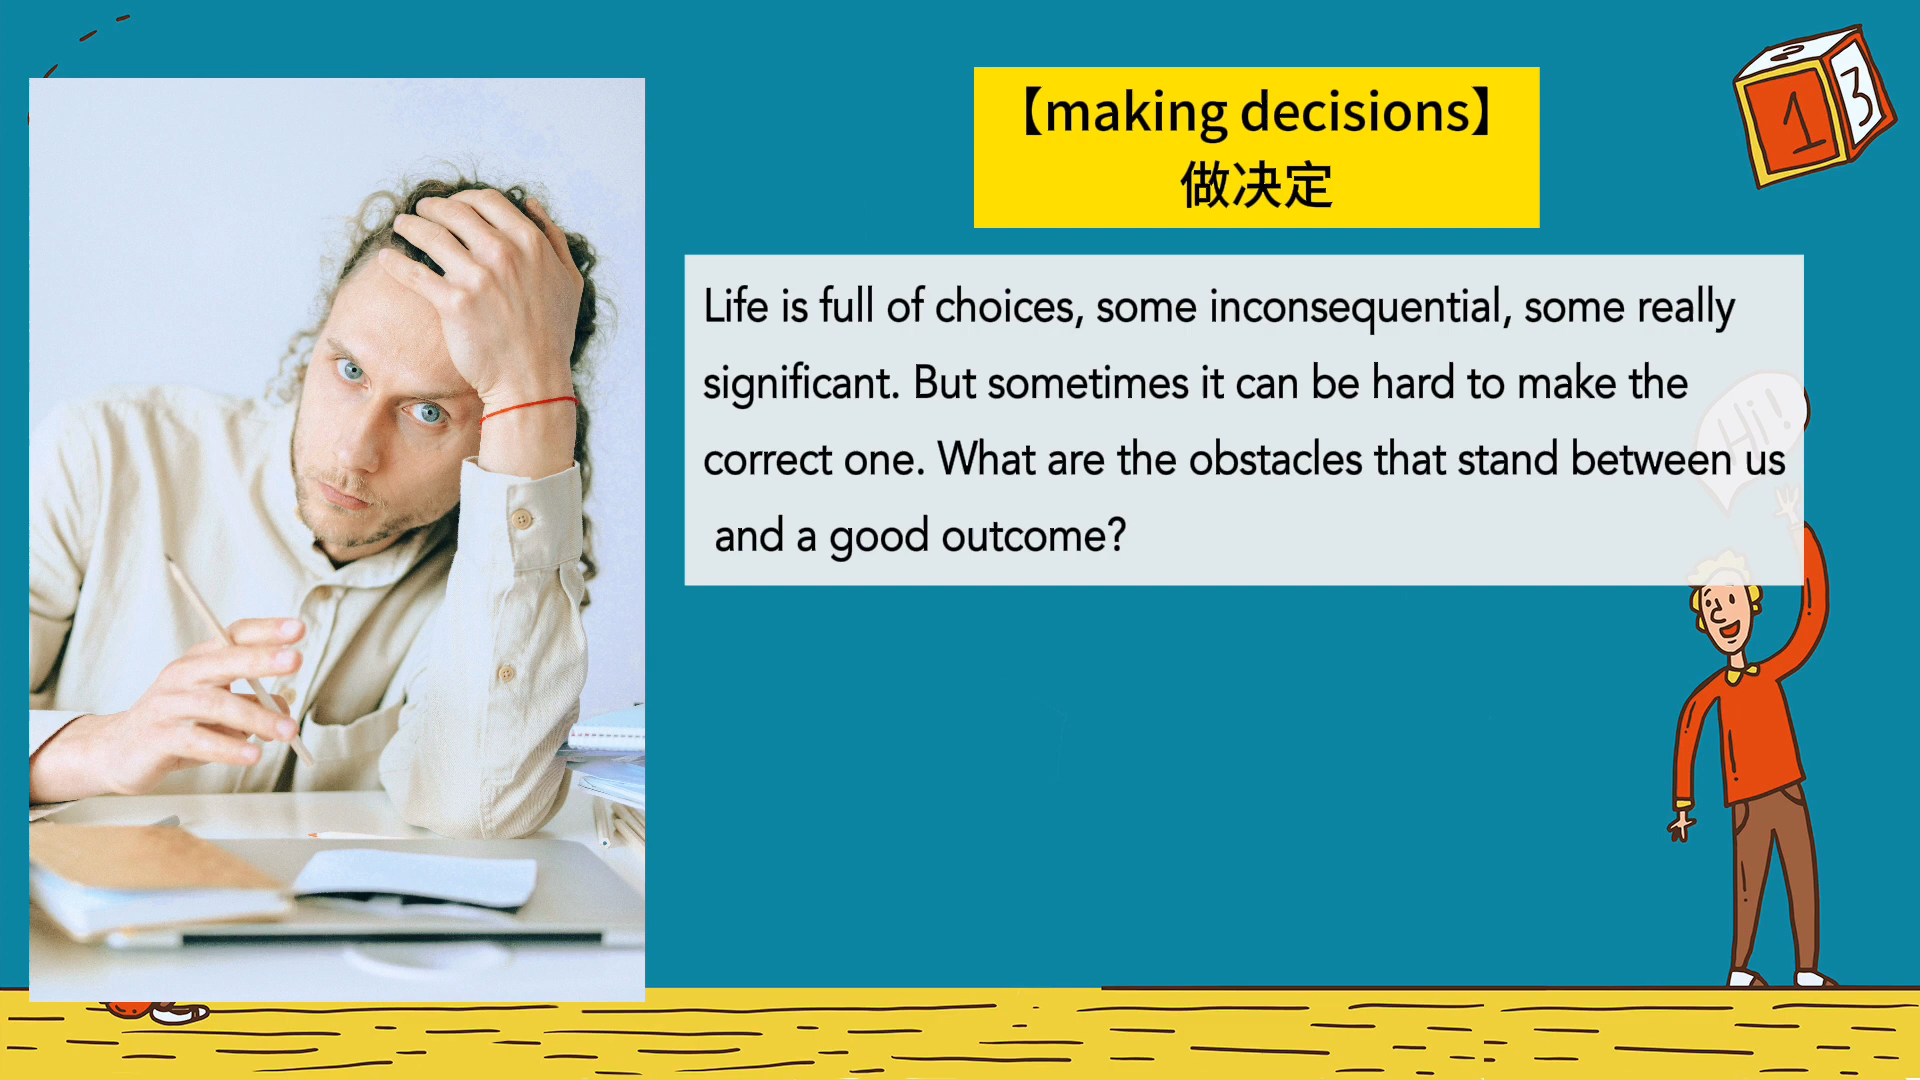 【making decisions】
做决定
Life is full of choices, some inconsequential, some really
significant. But sometimes it can be hard to make the
correct one. What are the obstacles that stand between us
and a good outcome?
Hi!
1
3
2